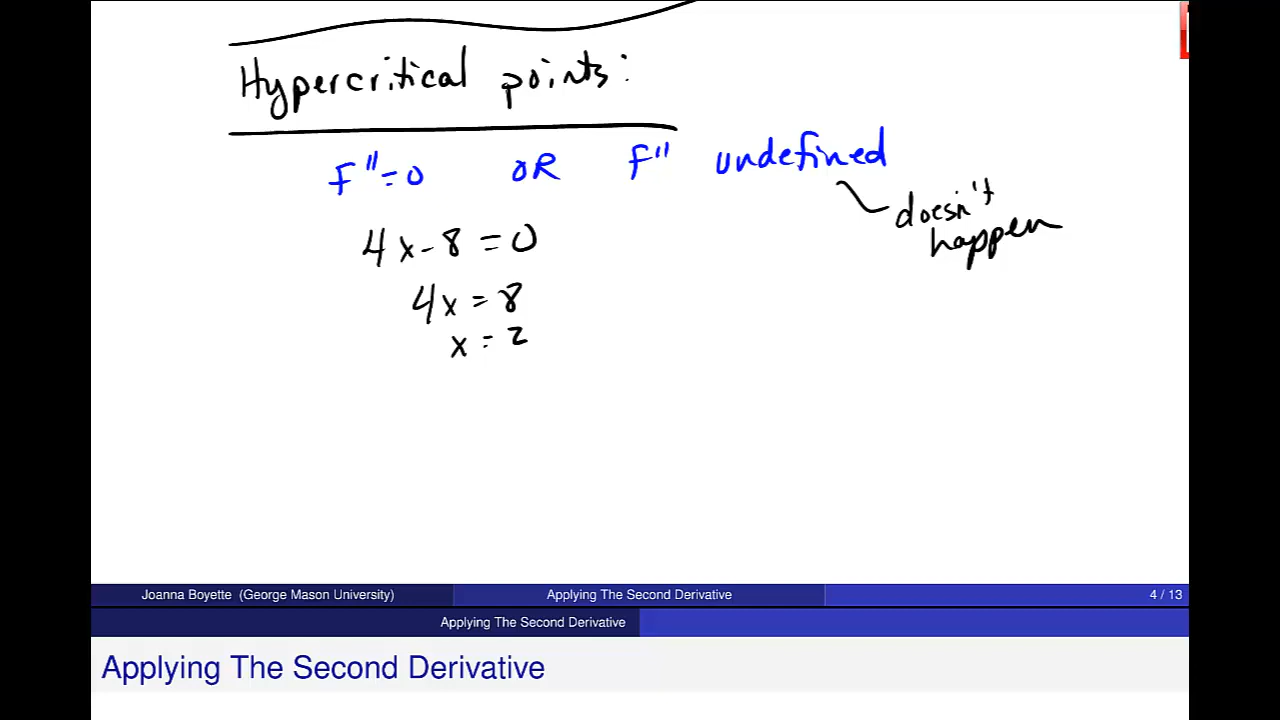 Hypercritical points:
F''=0 OR F'' undefined
doesn't
happen
4x-8=0
4x=8
x=2
Joanna Boyette (George Mason University) Applying The Second Derivative 4 / 13
Applying The Second Derivative
Applying The Second Derivative